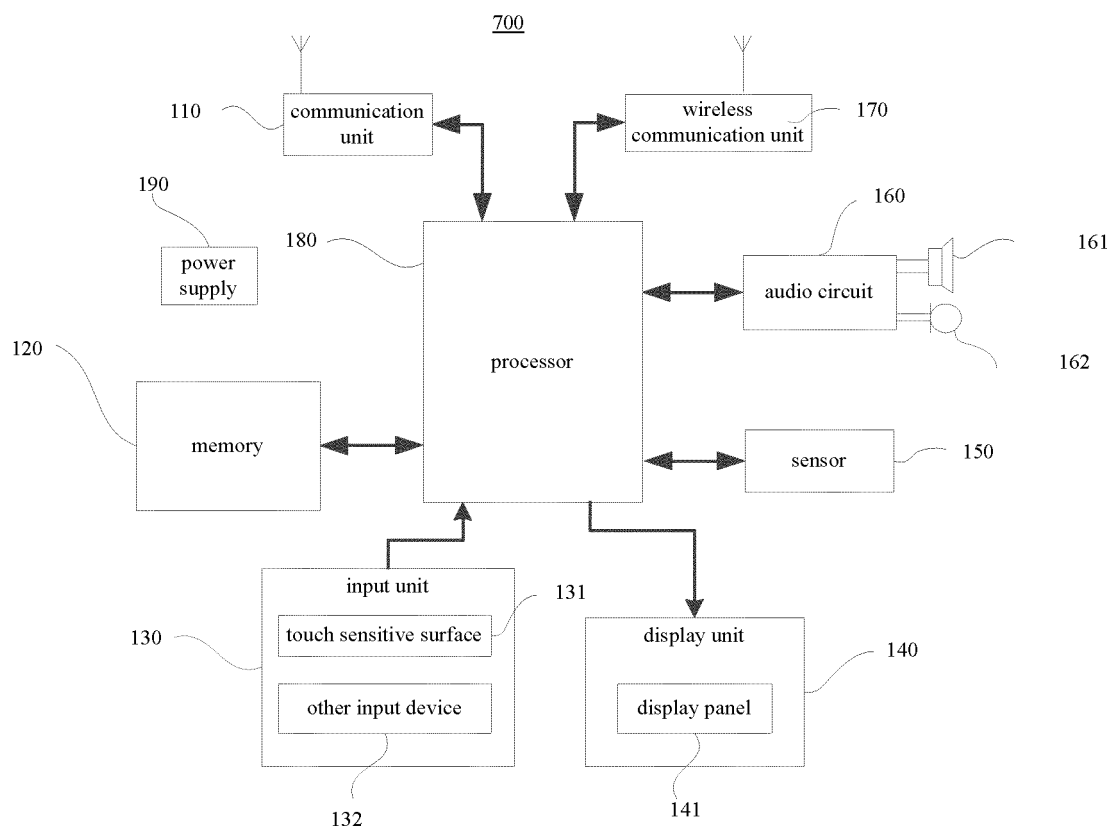 700
110
communication
unit
wireless
communication unit
170
190
power
supply
180
processor
160
audio circuit
161
162
120
memory
sensor
150
input unit
131
touch sensitive surface
130
other input device
132
display unit
140
display panel
141